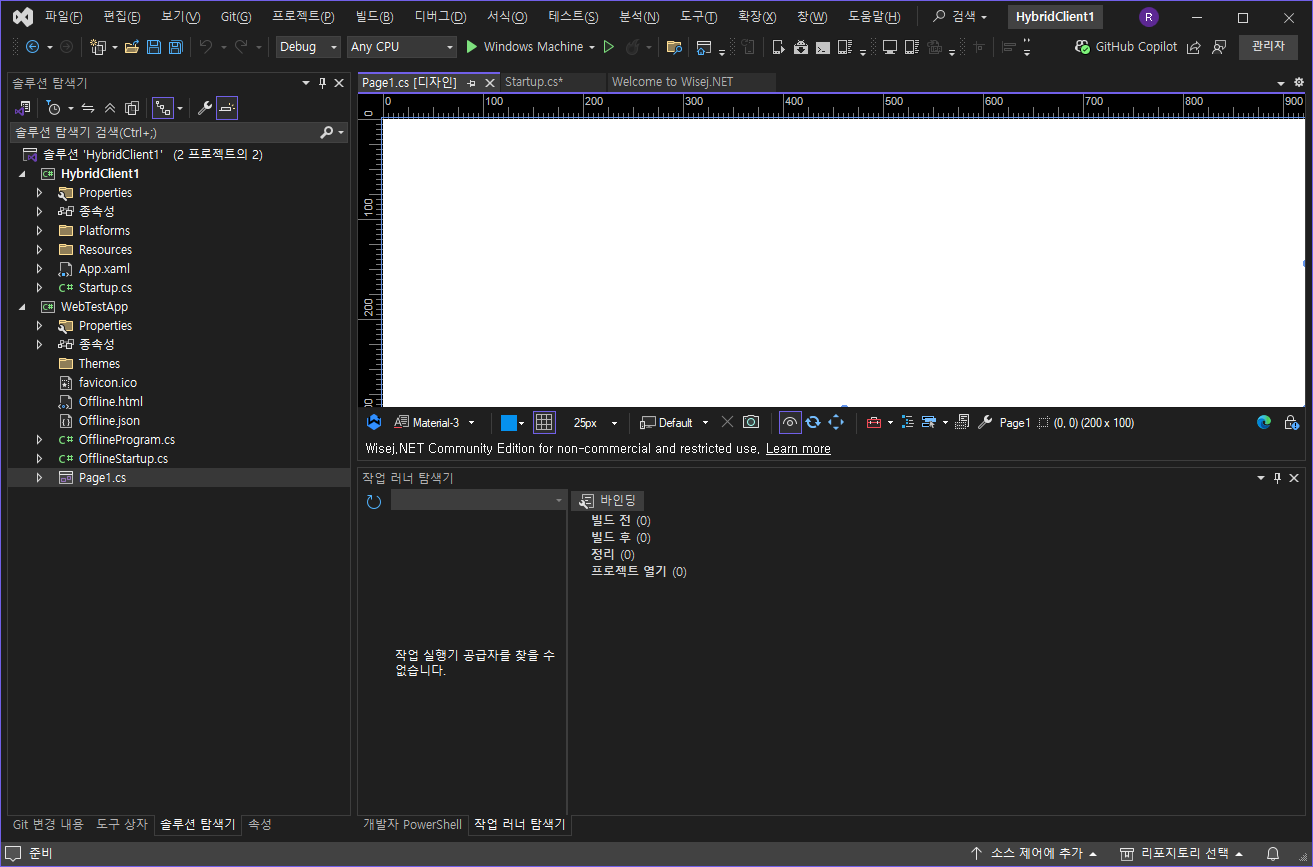 파일(F) 편집(E) 보기(V) Git(G) 프로젝트(P) 빌드(B) 디버그(D) 서식(O) 테스트(S) 분석(N) 도구(T) 확장(X) 창(W) 도움말(H) 검색 HybridClient1 R
Debug Any CPU Windows Machine GitHub Copilot 관리자
솔루션 탐색기
솔루션 탐색기 검색(Ctrl+;)
솔루션 'HybridClient1' (2 프로젝트의 2)
HybridClient1
Properties
종속성
Platforms
Resources
App.xaml
C# Startup.cs
WebTestApp
Properties
종속성
Themes
favicon.ico
Offline.html
Offline.json
C# OfflineProgram.cs
C# OfflineStartup.cs
Page1.cs
Git 변경 내용 도구 상자 솔루션 탐색기 속성
Page1.cs [디자인] Startup.cs* Welcome to Wisej.NET
0 100 200 300 400 500 600 700 800 900
0
100
200
Material-3 25px Default Page1 (0, 0) (200 x 100)
Wisej.NET Community Edition for non-commercial and restricted use. Learn more
작업 러너 탐색기
바인딩
빌드 전 (0)
빌드 후 (0)
정리 (0)
프로젝트 열기 (0)
작업 실행기 공급자를 찾을 수
없습니다.
개발자 PowerShell 작업 러너 탐색기
준비 소스 제어에 추가 리포지토리 선택